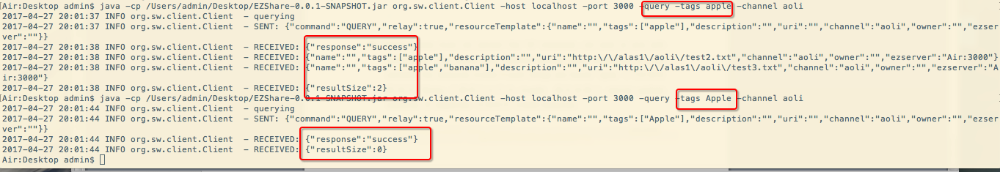 [Air:Desktop admin$ java -cp /Users/admin/Desktop/EZShare-0.0.1-SNAPSHOT.jar org.sw.client.Client -host localhost -port 3000 -query -tags apple -channel aoli
2017-04-27 20:01:37 INFO org.sw.client.Client - querying
2017-04-27 20:01:37 INFO org.sw.client.Client - SENT: {"command":"QUERY","relay":true,"resourceTemplate":{"name":"","tags":["apple"],"description":"","uri":"","channel":"aoli","owner":"","ezser
ver":""}}
2017-04-27 20:01:38 INFO org.sw.client.Client - RECEIVED: {"response":"success"}
2017-04-27 20:01:38 INFO org.sw.client.Client - RECEIVED: {"name":"","tags":["apple"],"description":"","uri":"http:\/\/alas1\/aoli\/test2.txt","channel":"aoli","owner":"","ezserver":"Air:3000"}
2017-04-27 20:01:38 INFO org.sw.client.Client - RECEIVED: {"name":"","tags":["apple","banana"],"description":"","uri":"http:\/\/alas1\/aoli\/test3.txt","channel":"aoli","owner":"","ezserver":"A
ir:3000"}
2017-04-27 20:01:38 INFO org.sw.client.Client - RECEIVED: {"resultSize":2}
[Air:Desktop admin$ java -cp /Users/admin/Desktop/EZShare-0.0.1-SNAPSHOT.jar org.sw.client.Client -host localhost -port 3000 -query -tags Apple -channel aoli
2017-04-27 20:01:44 INFO org.sw.client.Client - querying
2017-04-27 20:01:44 INFO org.sw.client.Client - SENT: {"command":"QUERY","relay":true,"resourceTemplate":{"name":"","tags":["Apple"],"description":"","uri":"","channel":"aoli","owner":"","ezser
ver":""}}
2017-04-27 20:01:44 INFO org.sw.client.Client - RECEIVED: {"response":"success"}
2017-04-27 20:01:44 INFO org.sw.client.Client - RECEIVED: {"resultSize":0}
Air:Desktop admin$